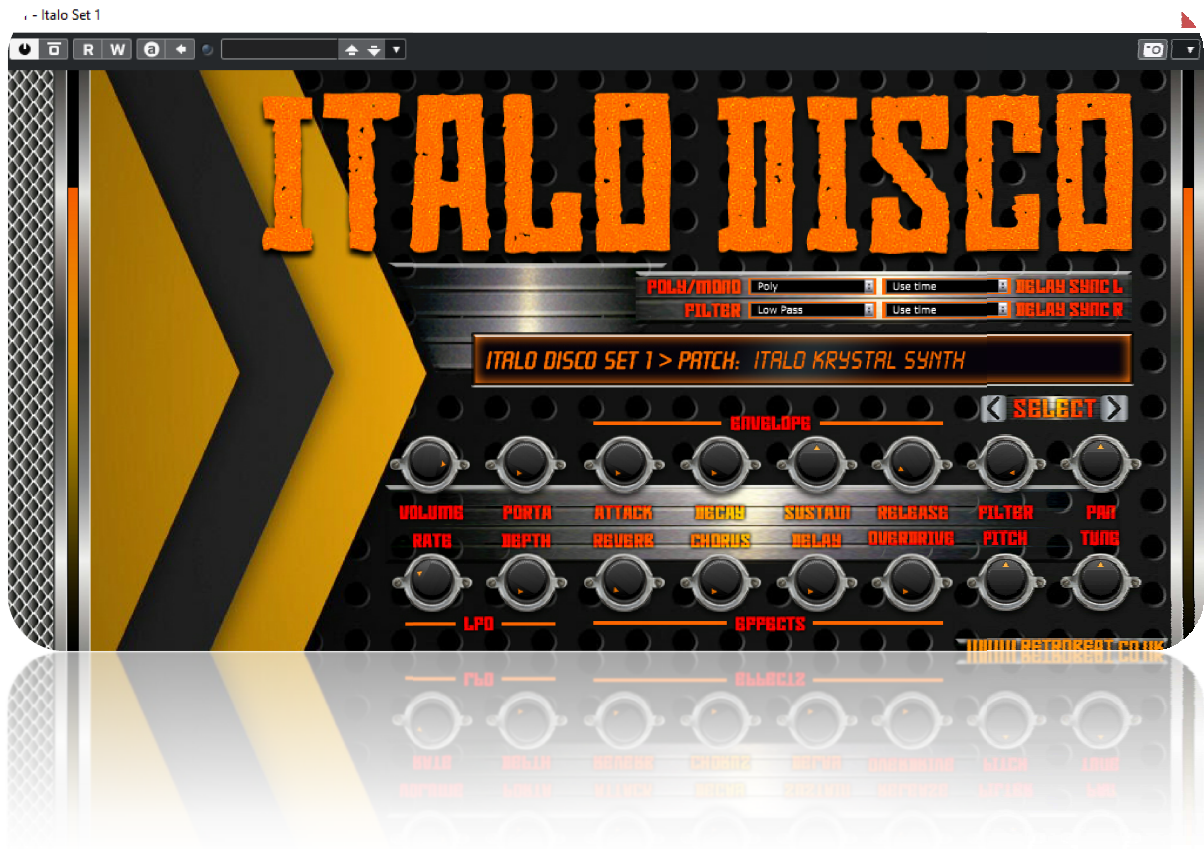 - Italo Set 1
R W a
ITALO DISCO
POLY/MONO Poly Use time DELAY SYNC L
FILTER Low Pass Use time DELAY SYNC R
ITALO DISCO SET 1 > PATCH: ITALO KRYSTAL SYNTH
< SELECT >
ENVELOPE
VOLUME PORTA ATTACK DECAY SUSTAIN RELEASE FILTER PAN
RATE DEPTH REVERB CHORUS DELAY OVERDRIVE PITCH TUNE
LFO EFFECTS
WWW.RETROBEAT.CO.UK